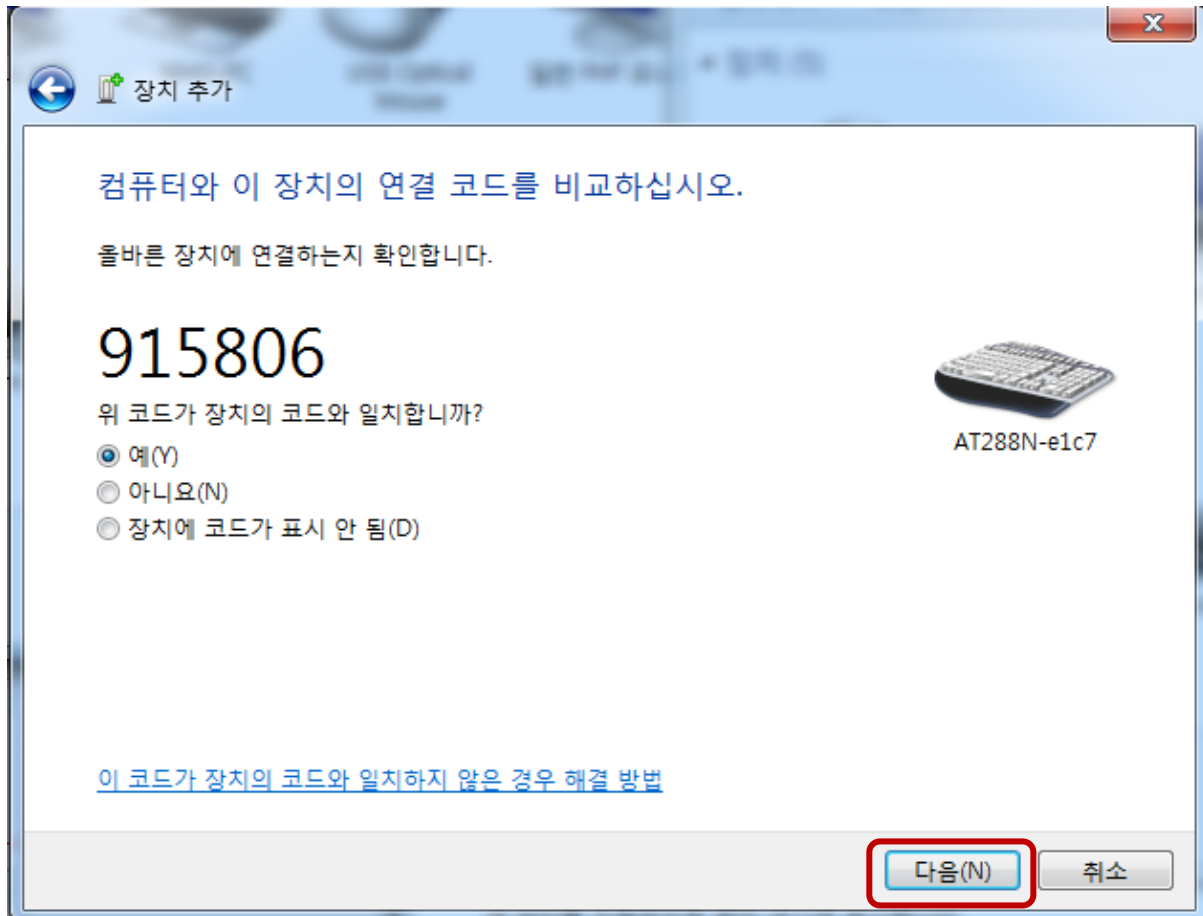 장치 추가
컴퓨터와 이 장치의 연결 코드를 비교하십시오.
올바른 장치에 연결하는지 확인합니다.
915806
위 코드가 장치의 코드와 일치합니까?
예(Y)
아니요(N)
장치에 코드가 표시 안 됨(D)
AT288N-e1c7
이 코드가 장치의 코드와 일치하지 않은 경우 해결 방법
다음(N)
취소